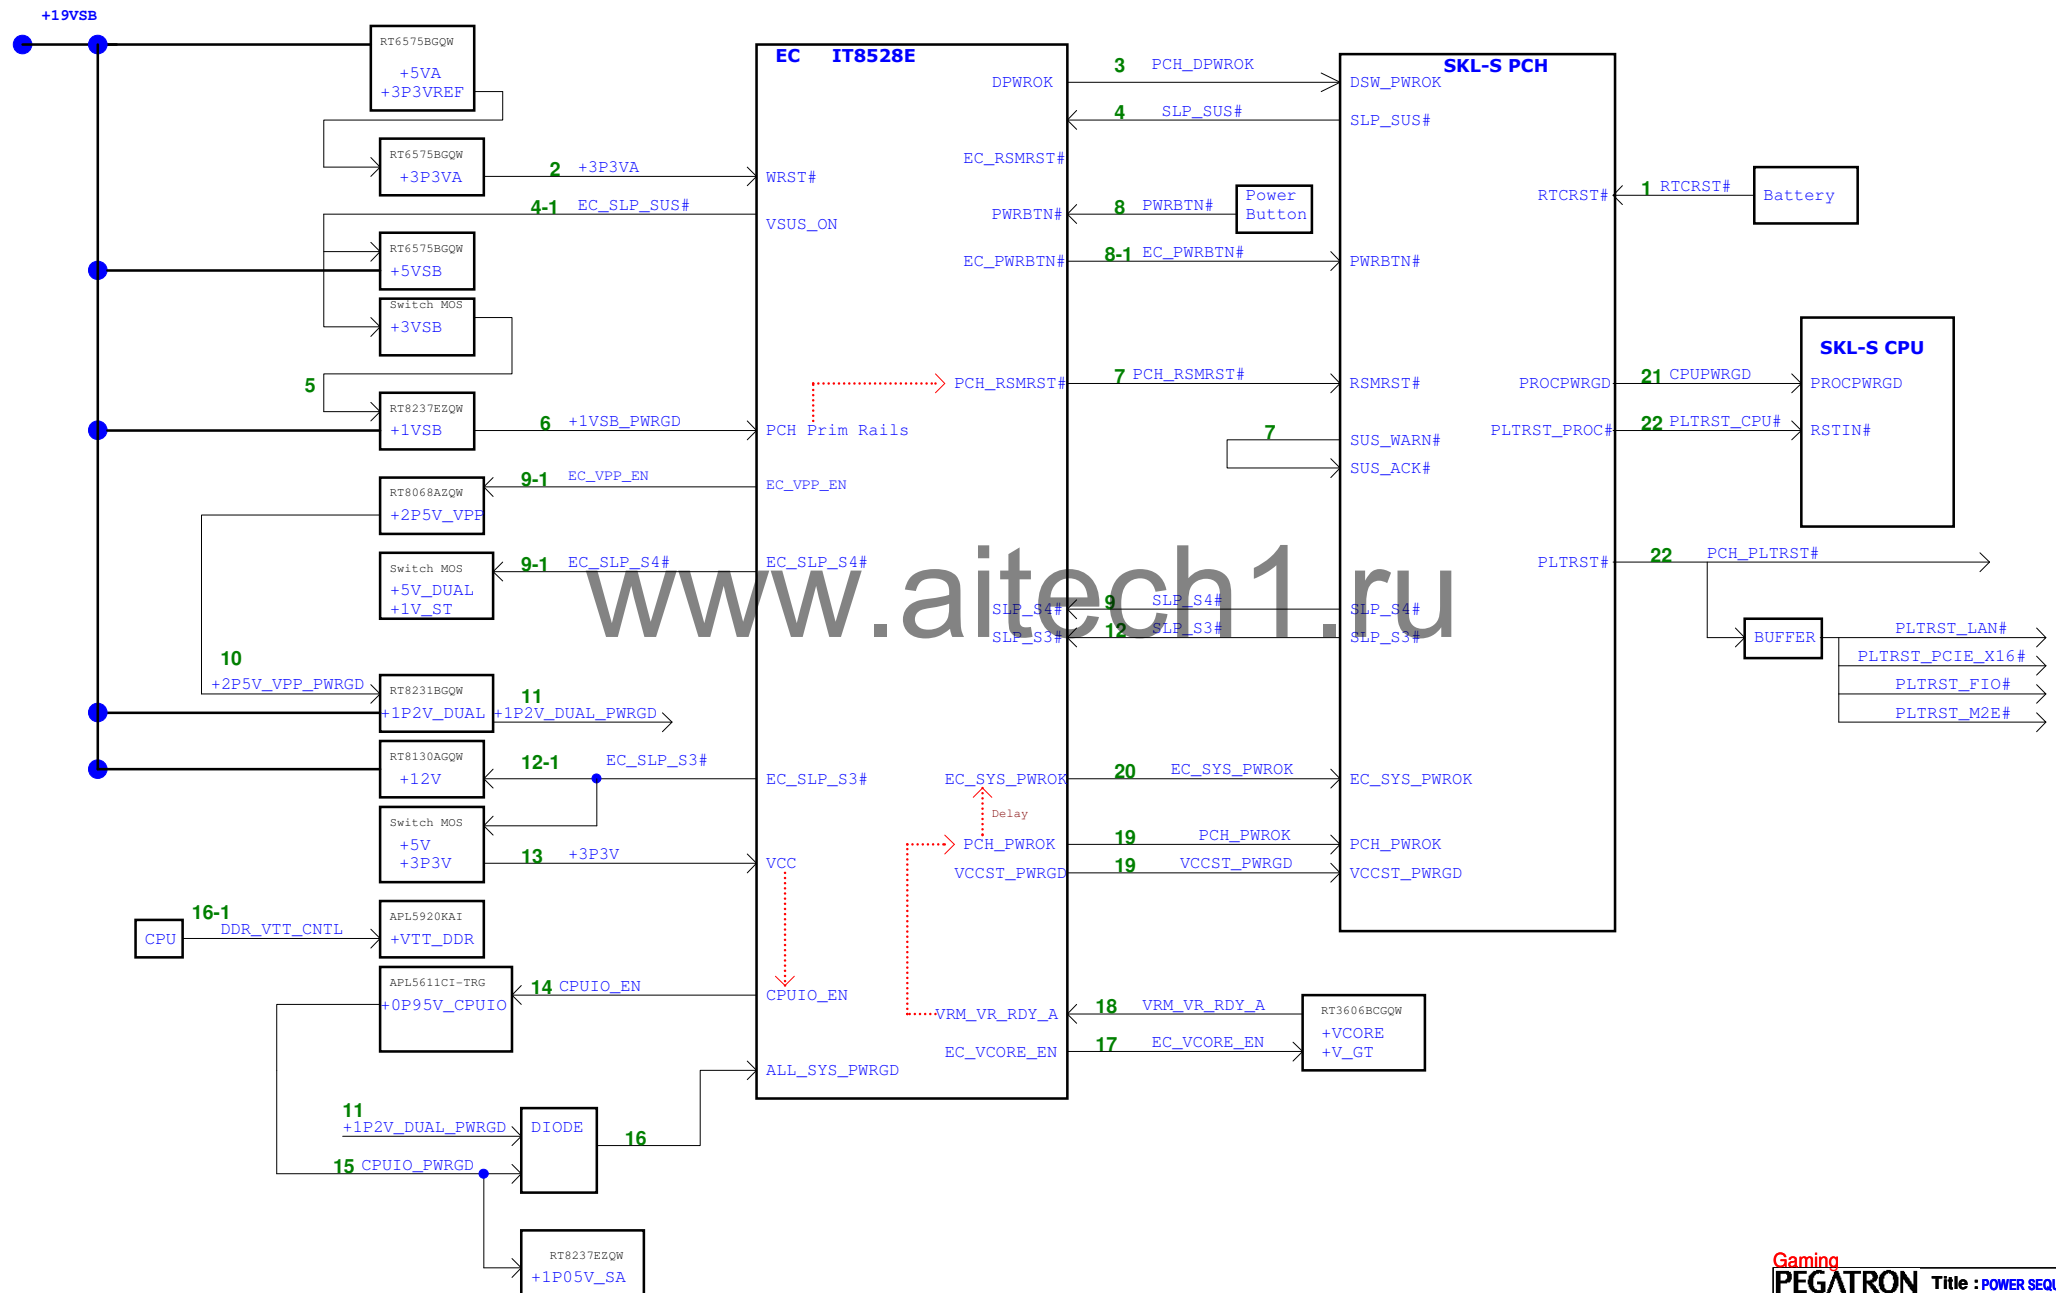 +19VSB
RT6575BGQW
+5VA
+3P3VREF
RT6575BGQW
+3P3VA
2 +3P3VA
4-1 EC_SLP_SUS#
RT6575BGQW
+5VSB
Switch MOS
+3VSB
5
RT8237EZQW
+1VSB
6 +1VSB_PWRGD
RT8068AZQW
+2P5V_VPP
9-1 EC_VPP_EN
Switch MOS
+5V_DUAL
+1V_ST
9-1 EC_SLP_S4#
10
+2P5V_VPP_PWRGD
RT8231BGQW
+1P2V_DUAL
11
+1P2V_DUAL_PWRGD
RT8130AGQW
+12V
12-1 EC_SLP_S3#
Switch MOS
+5V
+3P3V
13 +3P3V
16-1
CPU
DDR_VTT_CNTL
APL5920KAI
+VTT_DDR
APL5611CI-TRG
+0P95V_CPUIO
14 CPUIO_EN
11
+1P2V_DUAL_PWRGD
15 CPUIO_PWRGD
DIODE
16
RT8237EZQW
+1P05V_SA
EC IT8528E
DPWROK
EC_RSMRST#
WRST#
PWRBTN#
VSUS_ON
EC_PWRBTN#
PCH_RSMRST#
PCH Prim Rails
EC_VPP_EN
EC_SLP_S4#
SLP_S4#
SLP_S3#
EC_SLP_S3#
EC_SYS_PWROK
Delay
PCH_PWROK
VCC
VCCST_PWRGD
CPUIO_EN
VRM_VR_RDY_A
EC_VCORE_EN
ALL_SYS_PWRGD
3 PCH_DPWROK
4 SLP_SUS#
8 PWRBTN#
Power
Button
8-1 EC_PWRBTN#
7 PCH_RSMRST#
7
9 SLP_S4#
12 SLP_S3#
20 EC_SYS_PWROK
19 PCH_PWROK
19 VCCST_PWRGD
18 VRM_VR_RDY_A
17 EC_VCORE_EN
RT3606BCGQW
+VCORE
+V_GT
SKL-S PCH
DSW_PWROK
SLP_SUS#
RTCRST#
PWRBTN#
RSMRST#
PROCPWRGD
PLTRST_PROC#
SUS_WARN#
SUS_ACK#
PLTRST#
SLP_S4#
SLP_S3#
EC_SYS_PWROK
PCH_PWROK
VCCST_PWRGD
1 RTCRST#
Battery
SKL-S CPU
21 CPUPWRGD
PROCPWRGD
22 PLTRST_CPU#
RSTIN#
22 PCH_PLTRST#
BUFFER
PLTRST_LAN#
PLTRST_PCIE_X16#
PLTRST_FIO#
PLTRST_M2E#
www.aitech1.ru
Gaming
PEGATRON Title : POWER SEQU